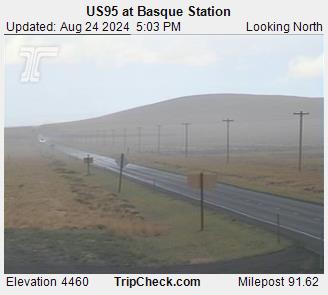 US95 at Basque Station
Updated: Aug 24 2024 5:03 PM Looking North
Elevation 4460 TripCheck.com Milepost 91.62